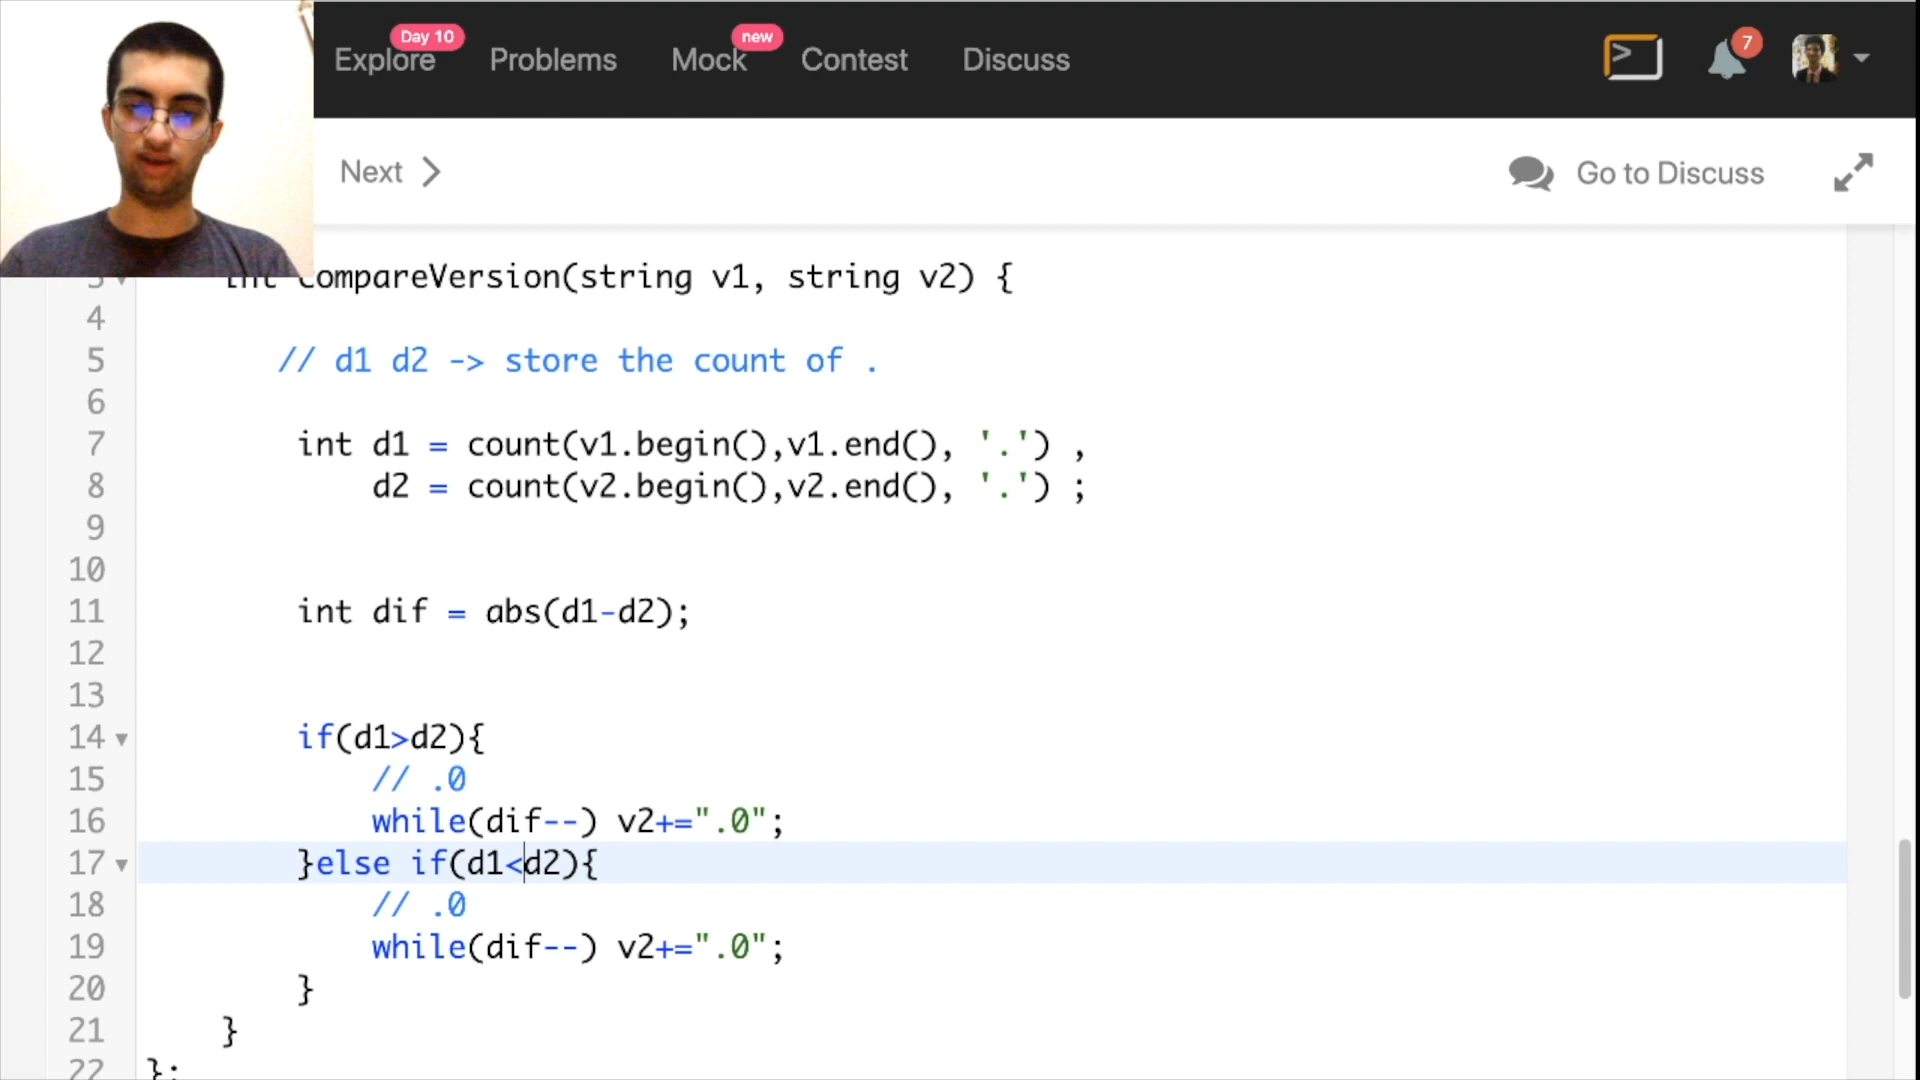 Explore Day 10 Problems Mock new Contest Discuss 7
Next Go to Discuss
3 int compareVersion(string v1, string v2) {
4
5 // d1 d2 -> store the count of .
6
7 int d1 = count(v1.begin(),v1.end(), '.') ,
8 d2 = count(v2.begin(),v2.end(), '.') ;
9
10
11 int dif = abs(d1-d2);
12
13
14 if(d1>d2){
15 // .0
16 while(dif--) v2+=".0";
17 }else if(d1<d2){
18 // .0
19 while(dif--) v2+=".0";
20 }
21 }
22 };